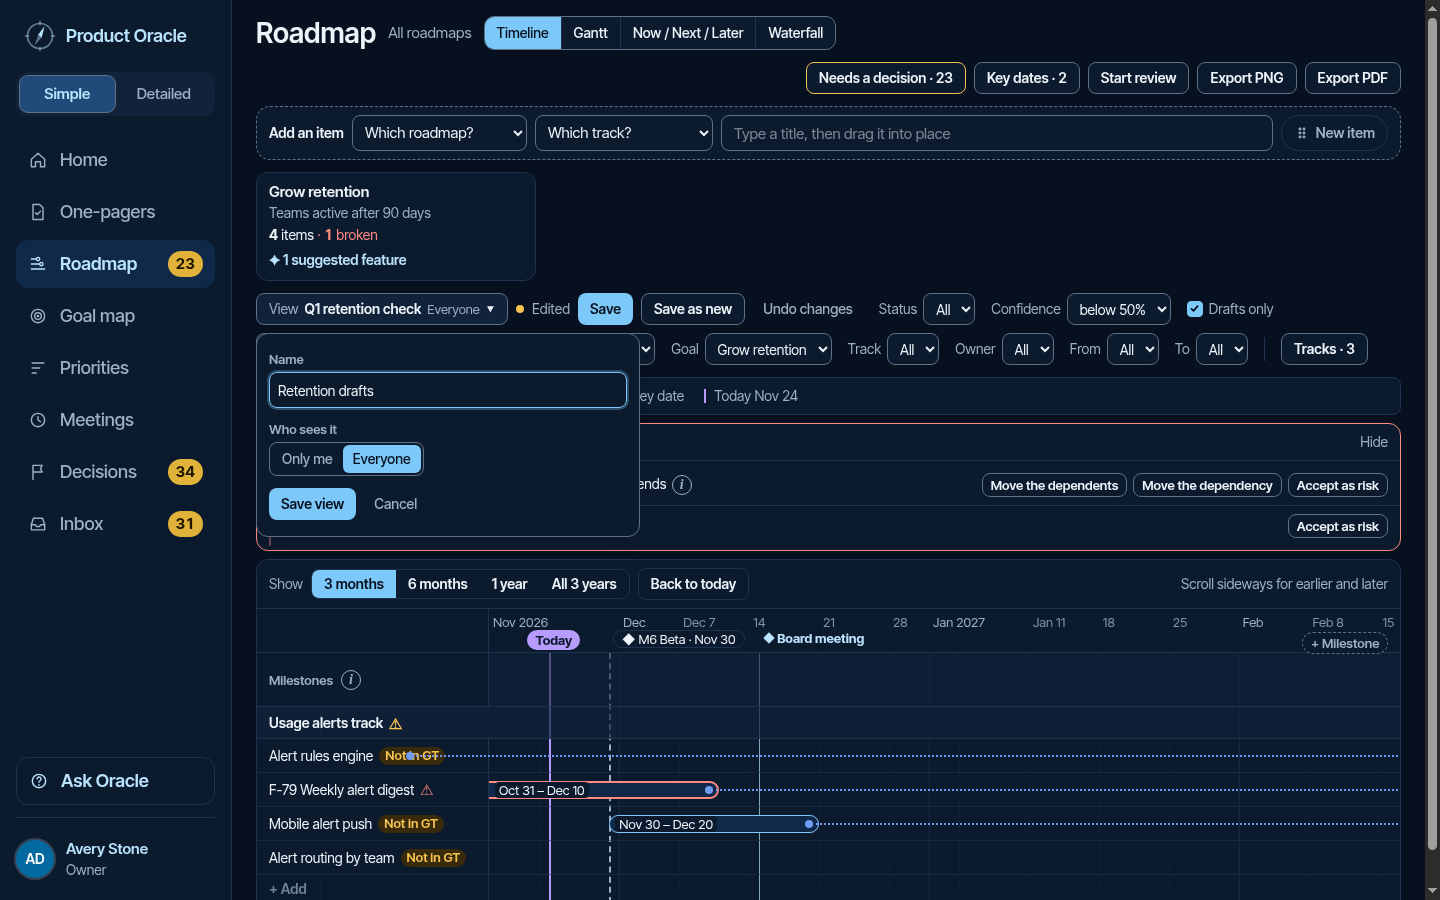 Product Oracle
Simple
Detailed
Home
One-pagers
Roadmap 23
Goal map
Priorities
Meetings
Decisions 34
Inbox 31
Ask Oracle
AD
Avery Stone
Owner
Roadmap All roadmaps Timeline Gantt Now / Next / Later Waterfall
Needs a decision · 23 Key dates · 2 Start review Export PNG Export PDF
Add an item Which roadmap? Which track? Type a title, then drag it into place New item
Grow retention
Teams active after 90 days
4 items · 1 broken
1 suggested feature
View Q1 retention check Everyone Edited Save Save as new Undo changes Status All Confidence below 50% Drafts only
Goal Grow retention Track All Owner All From All To All Tracks · 3
Name
Retention drafts
Who sees it
Only me Everyone
Save view Cancel
ey date Today Nov 24
Hide
ends i Move the dependents Move the dependency Accept as risk
Accept as risk
Show 3 months 6 months 1 year All 3 years Back to today Scroll sideways for earlier and later
Nov 2026 Dec Dec 7 14 21 28 Jan 2027 Jan 11 18 25 Feb Feb 8 15
Today M6 Beta · Nov 30 Board meeting + Milestone
Milestones i
Usage alerts track
Alert rules engine Not in GT
F-79 Weekly alert digest Oct 31 – Dec 10
Mobile alert push Not in GT Nov 30 – Dec 20
Alert routing by team Not in GT
+ Add